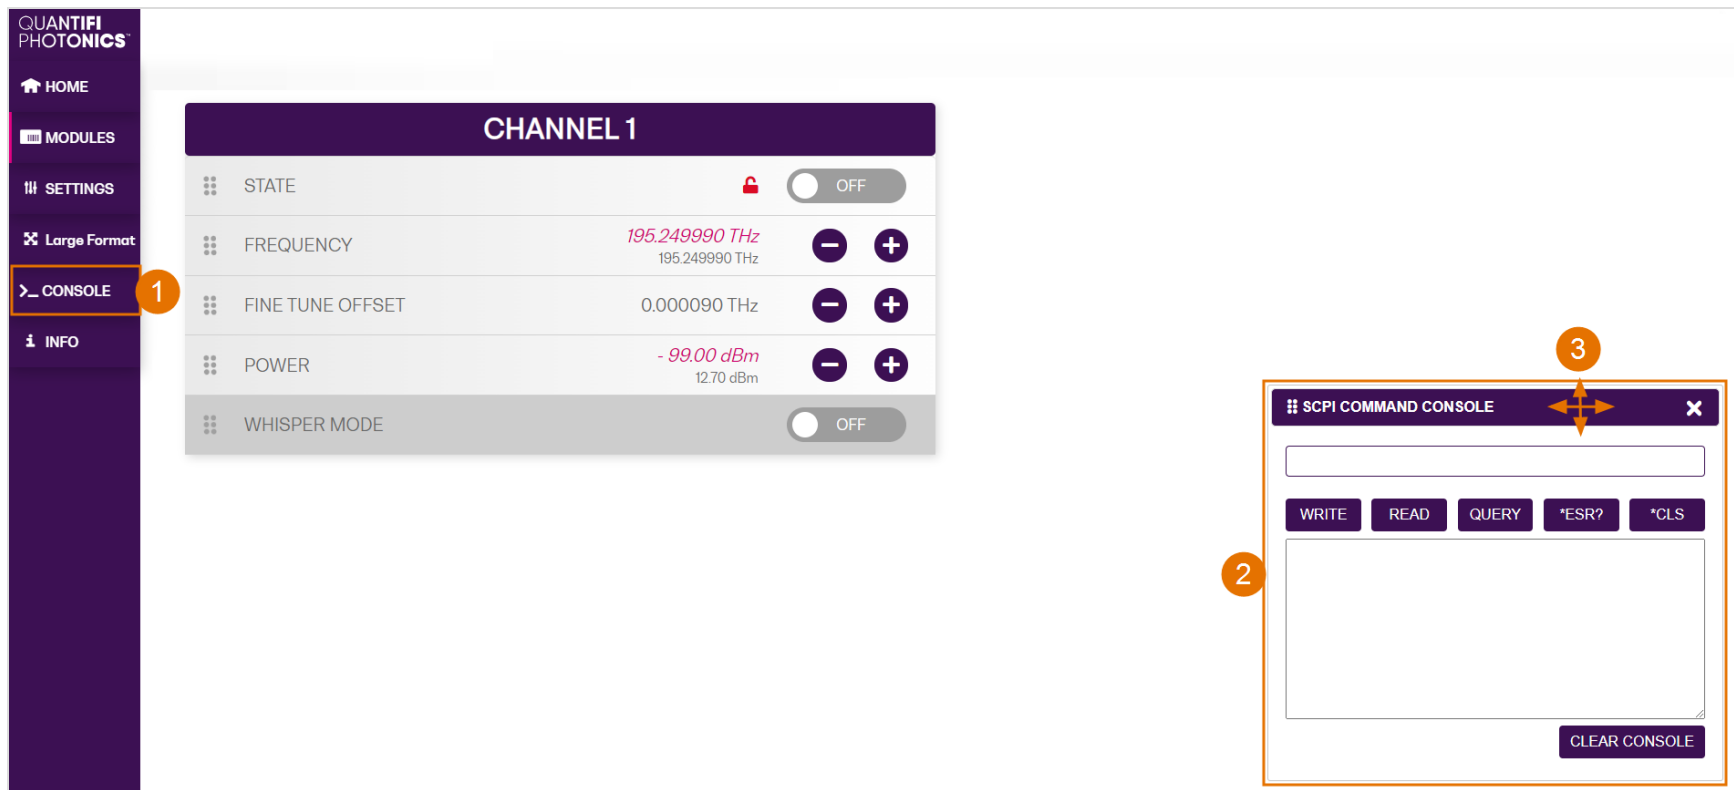 QUANTIFI
PHOTONICS™
HOME
MODULES
SETTINGS
Large Format
>_ CONSOLE
1
INFO
CHANNEL 1
STATE
OFF
FREQUENCY
195.249990 THz
195.249990 THz
FINE TUNE OFFSET
0.000090 THz
POWER
- 99.00 dBm
12.70 dBm
WHISPER MODE
OFF
3
SCPI COMMAND CONSOLE
WRITE READ QUERY *ESR? *CLS
2
CLEAR CONSOLE